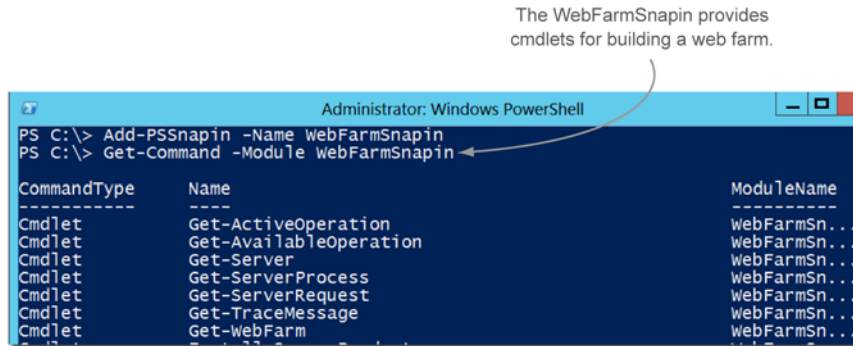 The WebFarmSnapin provides
cmdlets for building a web farm.
Administrator: Windows PowerShell
PS C:\> Add-PSSnapin -Name WebFarmSnapin
PS C:\> Get-Command -Module WebFarmSnapin
CommandType Name ModuleName
----------- ---- ----------
Cmdlet Get-ActiveOperation WebFarmSn...
Cmdlet Get-AvailableOperation WebFarmSn...
Cmdlet Get-Server WebFarmSn...
Cmdlet Get-ServerProcess WebFarmSn...
Cmdlet Get-ServerRequest WebFarmSn...
Cmdlet Get-TraceMessage WebFarmSn...
Cmdlet Get-WebFarm WebFarmSn...